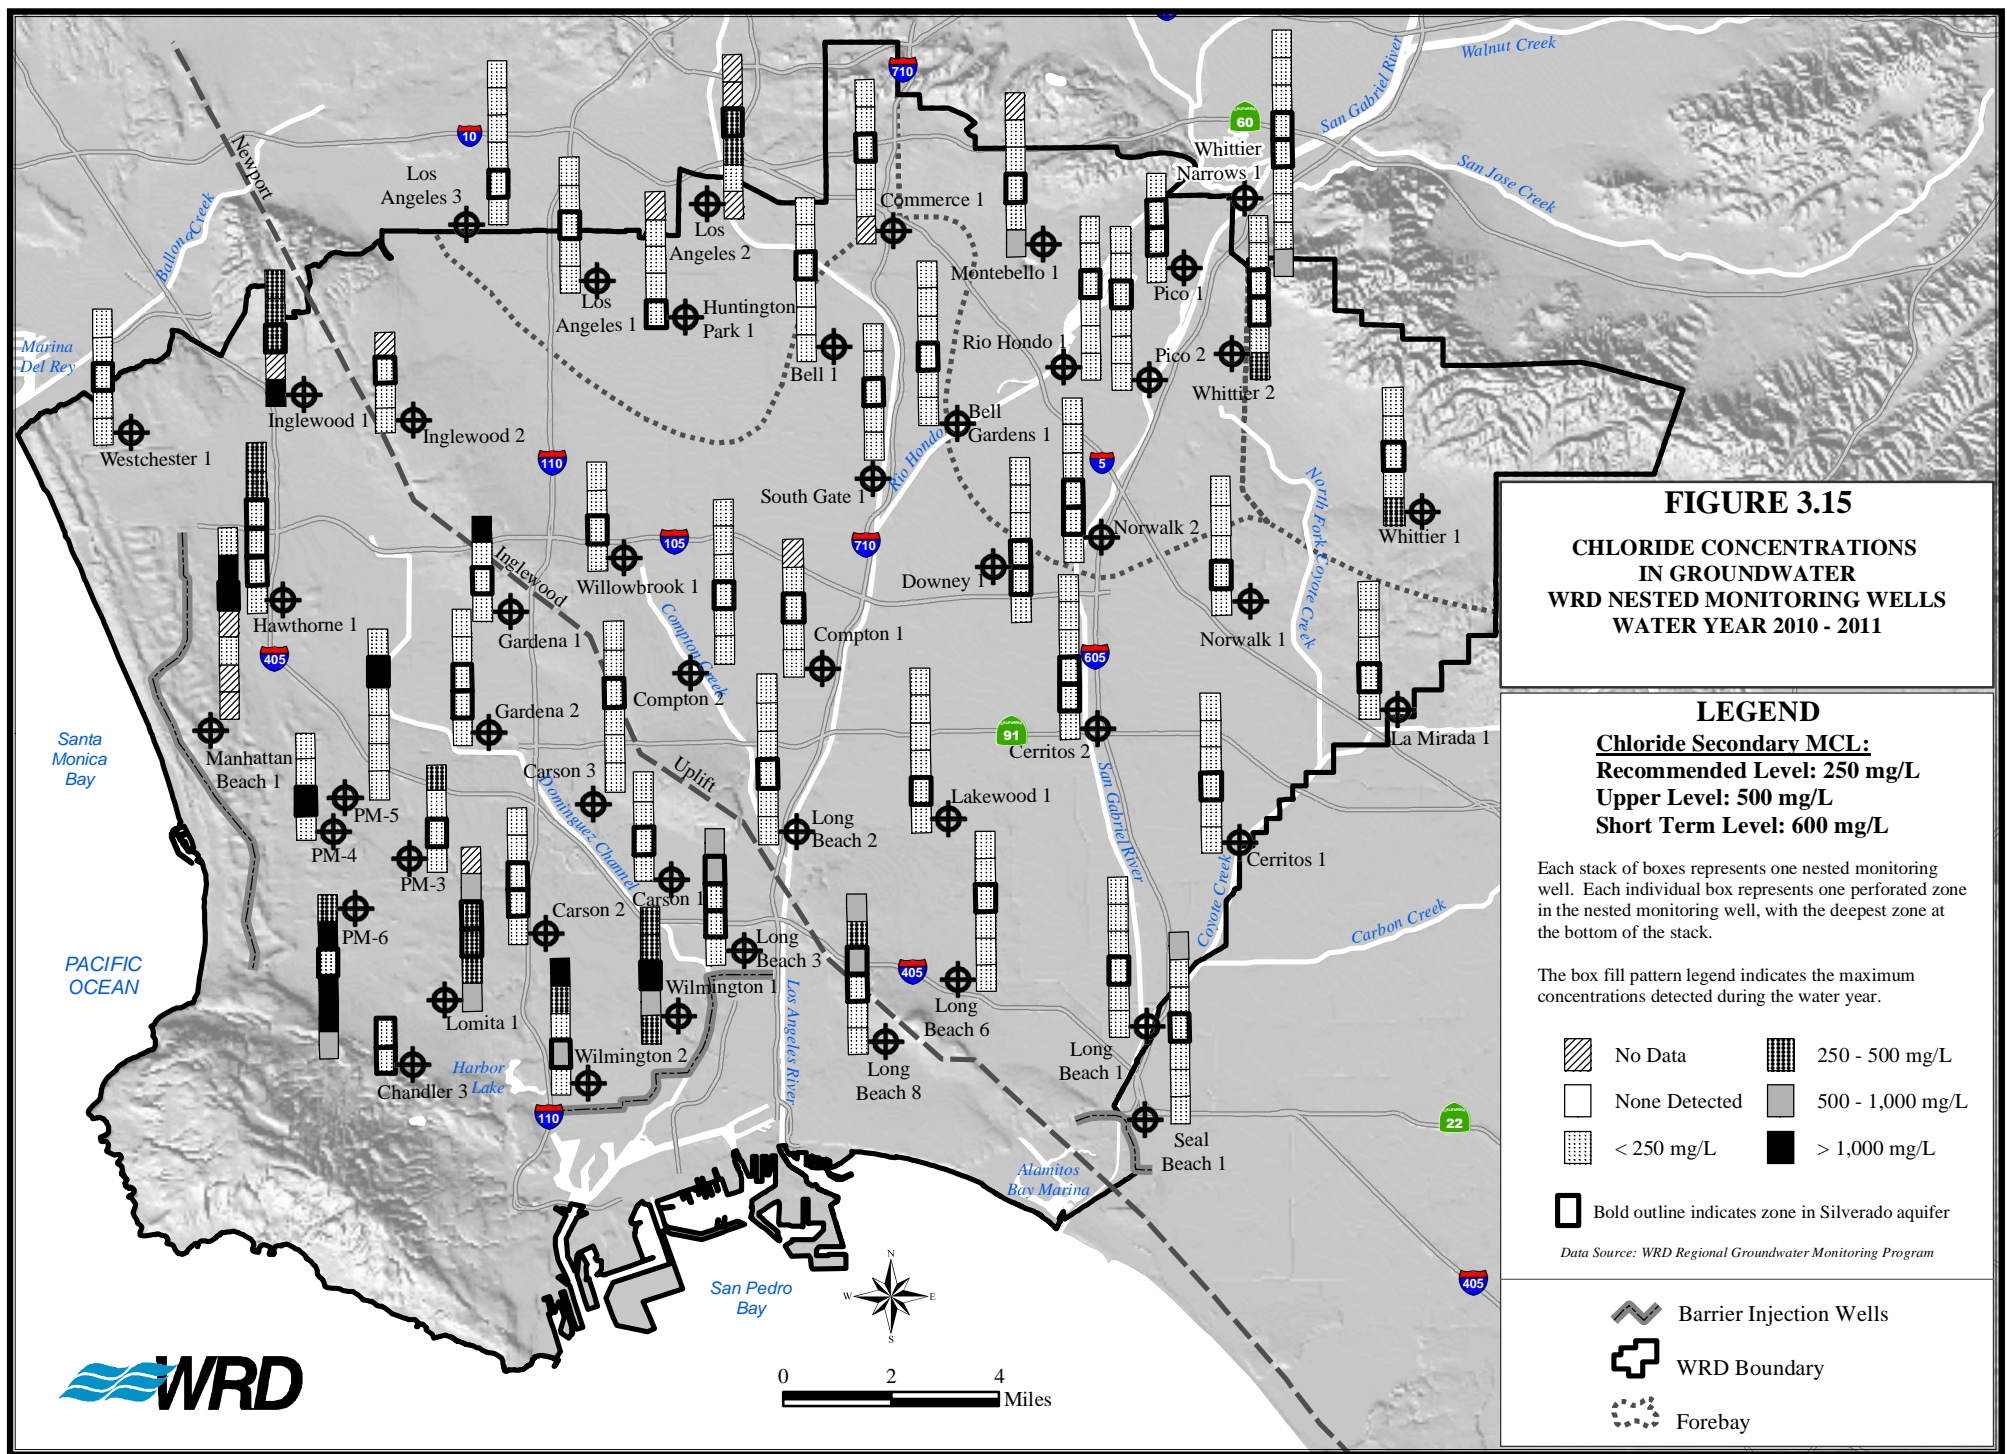 Walnut Creek
San Gabriel River
710
10
60
Whittier
Narrows 1
San Jose Creek
Newport
Los
Angeles 3
Ballona Creek
Commerce 1
Los
Angeles 2
Montebello 1
Pico 1
Los
Angeles 1
Huntington
Park 1
Marina
Del Rey
Bell 1
Rio Hondo 1
Pico 2
Whittier 2
Inglewood 1
Inglewood 2
Westchester 1
Bell
Gardens 1
Rio Hondo
110
5
South Gate 1
North Fork Coyote Creek
Whittier 1
Norwalk 2
105
710
Inglewood
Willowbrook 1
Downey 1
Norwalk 1
Hawthorne 1
Gardena 1
Compton Creek
Compton 1
405
605
Compton 2
Gardena 2
91
Cerritos 2
La Mirada 1
Santa
Monica
Bay
Manhattan
Beach 1
Carson 3
Uplift
Dominguez Channel
San Gabriel River
Lakewood 1
Long
Beach 2
PM-5
PM-4
PM-3
Cerritos 1
Carson 1
Carson 2
Coyote Creek
Carbon Creek
PM-6
Long
Beach 3
405
PACIFIC
OCEAN
Wilmington 1
Los Angeles River
Long
Beach 6
Lomita 1
Long
Beach 1
Wilmington 2
Harbor
Lake
Chandler 3
Long
Beach 8
110
22
Seal
Beach 1
Alamitos
Bay Marina
405
San Pedro
Bay
N
W
E
S
0 2 4
Miles
WRD
FIGURE 3.15
CHLORIDE CONCENTRATIONS
IN GROUNDWATER
WRD NESTED MONITORING WELLS
WATER YEAR 2010 - 2011
LEGEND
Chloride Secondary MCL:
Recommended Level: 250 mg/L
Upper Level: 500 mg/L
Short Term Level: 600 mg/L
Each stack of boxes represents one nested monitoring
well. Each individual box represents one perforated zone
in the nested monitoring well, with the deepest zone at
the bottom of the stack.
The box fill pattern legend indicates the maximum
concentrations detected during the water year.
No Data
250 - 500 mg/L
None Detected
500 - 1,000 mg/L
< 250 mg/L
> 1,000 mg/L
Bold outline indicates zone in Silverado aquifer
Data Source: WRD Regional Groundwater Monitoring Program
Barrier Injection Wells
WRD Boundary
Forebay